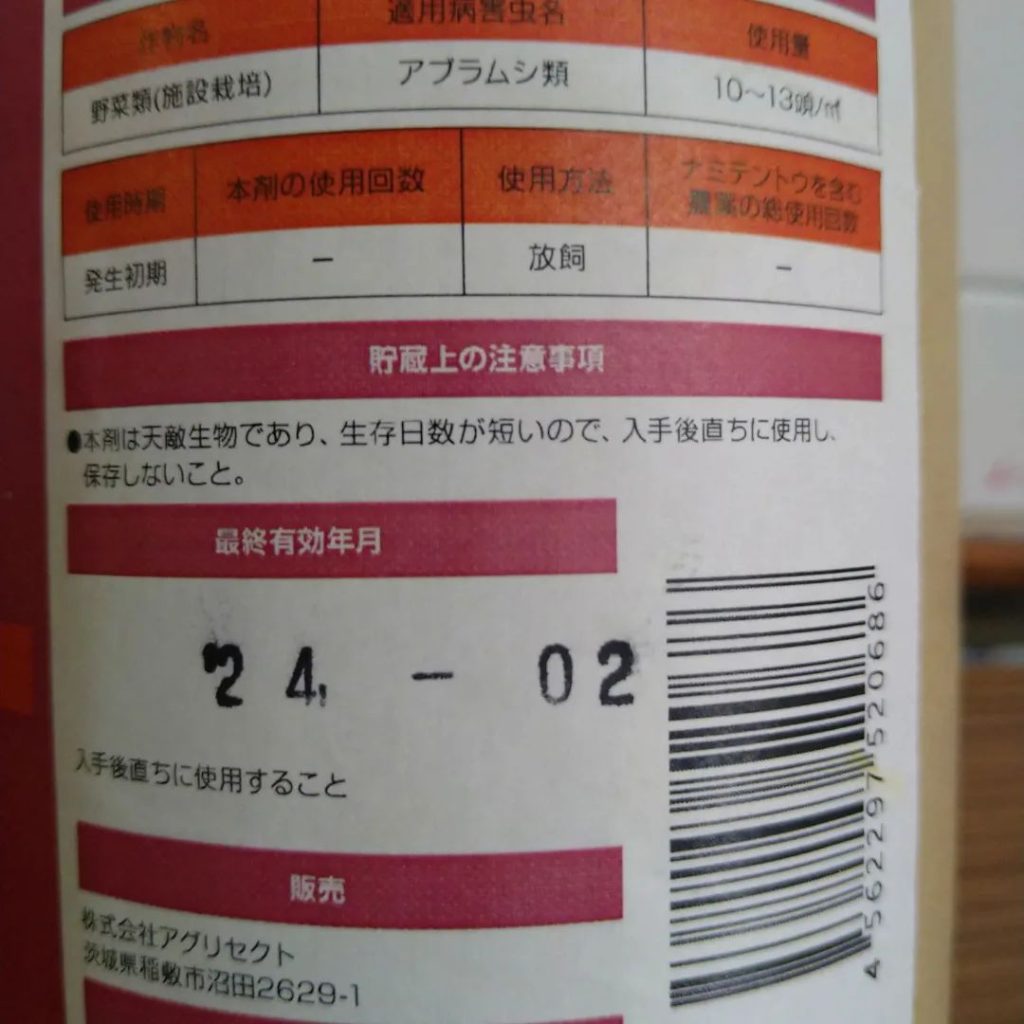 作物名
適用病害虫名
使用量
野菜類(施設栽培)
アブラムシ類
10〜13頭/㎡
使用時期
本剤の使用回数
使用方法
ナミテントウを含む
農薬の総使用回数
発生初期
−
放飼
−
貯蔵上の注意事項
●本剤は天敵生物であり、生存日数が短いので、入手後直ちに使用し、
保存しないこと。
最終有効年月
24 - 02
入手後直ちに使用すること
販売
株式会社アグリセクト
茨城県稲敷市沼田2629-1
4562297520686